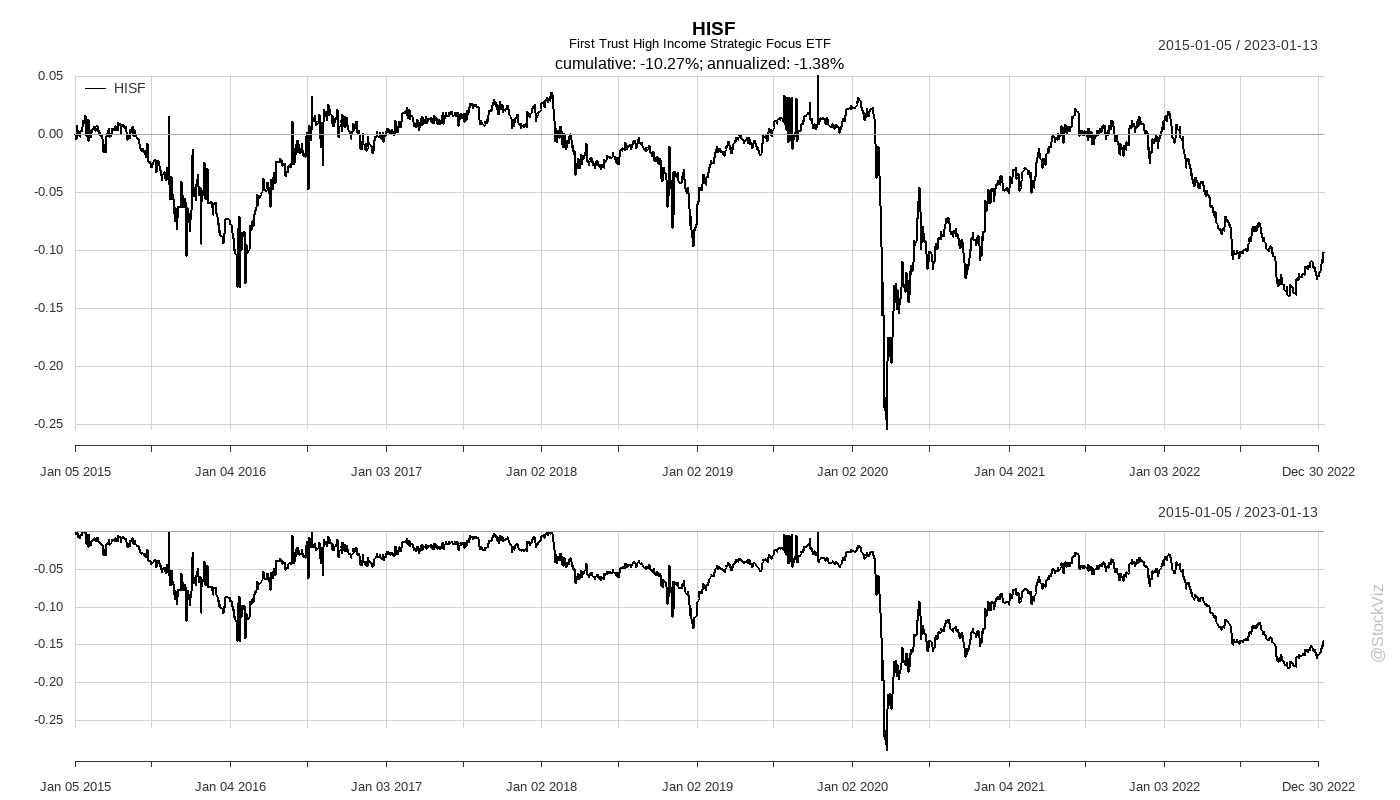 HISF
First Trust High Income Strategic Focus ETF
2015-01-05 / 2023-01-13
cumulative: -10.27%; annualized: -1.38%
HISF
0.05
0.00
-0.05
-0.10
-0.15
-0.20
-0.25
Jan 05 2015 Jan 04 2016 Jan 03 2017 Jan 02 2018 Jan 02 2019 Jan 02 2020 Jan 04 2021 Jan 03 2022 Dec 30 2022
2015-01-05 / 2023-01-13
-0.05
-0.10
-0.15
-0.20
-0.25
Jan 05 2015 Jan 04 2016 Jan 03 2017 Jan 02 2018 Jan 02 2019 Jan 02 2020 Jan 04 2021 Jan 03 2022 Dec 30 2022
@StockViz